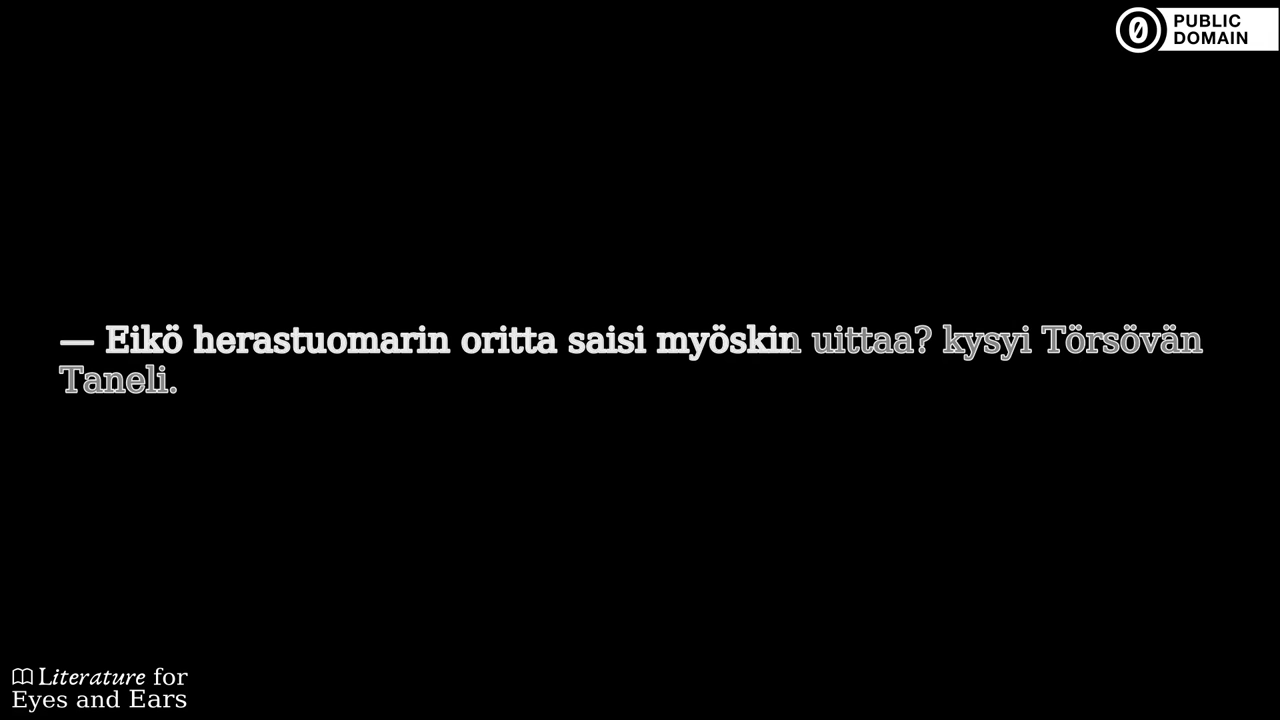 PUBLIC
DOMAIN
— Eikö herastuomarin oritta saisi myöskin uittaa? kysyi Törsövän
Taneli.
Literature for
Eyes and Ears